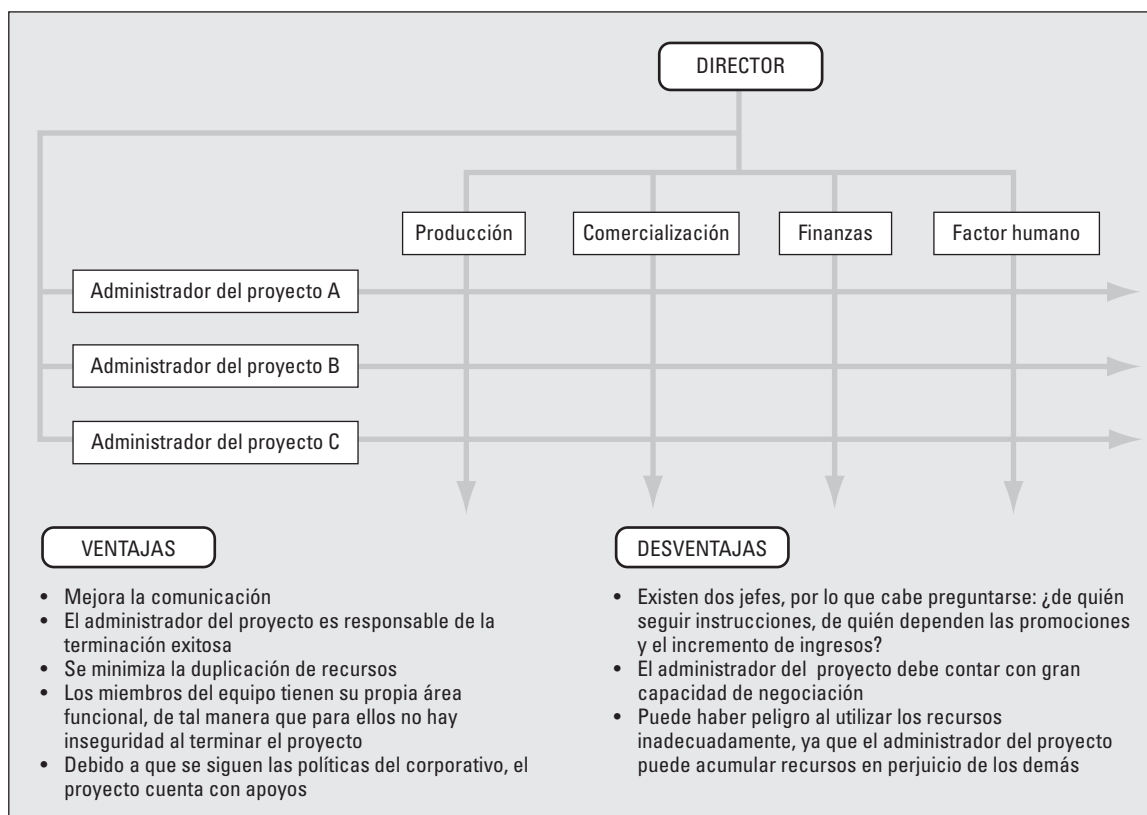 DIRECTOR
Producción
Comercialización
Finanzas
Factor humano
Administrador del proyecto A
Administrador del proyecto B
Administrador del proyecto C
VENTAJAS
• Mejora la comunicación
• El administrador del proyecto es responsable de la
terminación exitosa
• Se minimiza la duplicación de recursos
• Los miembros del equipo tienen su propia área
funcional, de tal manera que para ellos no hay
inseguridad al terminar el proyecto
• Debido a que se siguen las políticas del corporativo, el
proyecto cuenta con apoyos
DESVENTAJAS
• Existen dos jefes, por lo que cabe preguntarse: ¿de quién
seguir instrucciones, de quién dependen las promociones
y el incremento de ingresos?
• El administrador del proyecto debe contar con gran
capacidad de negociación
• Puede haber peligro al utilizar los recursos
inadecuadamente, ya que el administrador del proyecto
puede acumular recursos en perjuicio de los demás